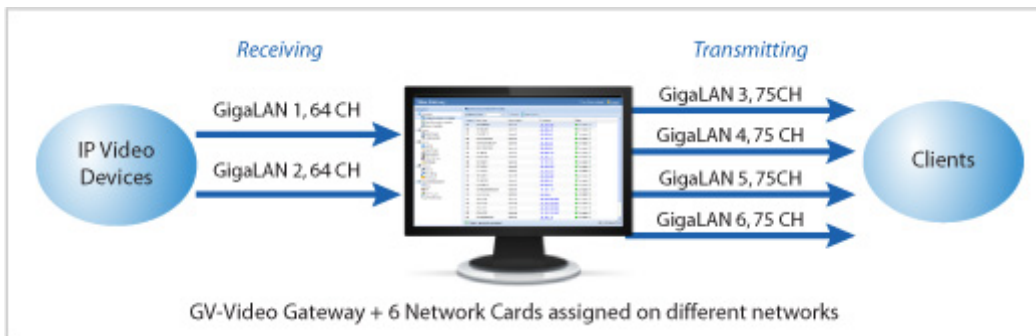 Receiving
Transmitting
GigaLAN 1, 64 CH
GigaLAN 2, 64 CH
IP Video
Devices
GigaLAN 3, 75CH
GigaLAN 4, 75 CH
GigaLAN 5, 75CH
GigaLAN 6, 75 CH
Clients
GV-Video Gateway + 6 Network Cards assigned on different networks